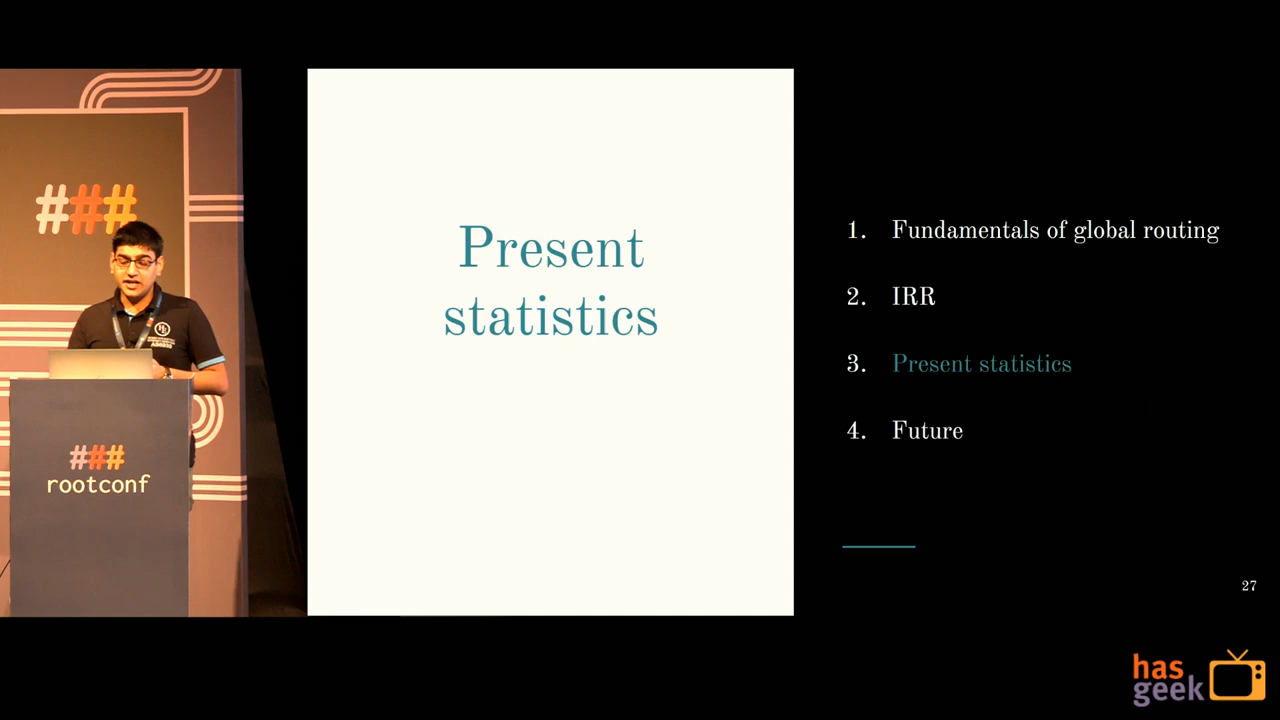 ###
###
rootconf
Present
statistics
1. Fundamentals of global routing
2. IRR
3. Present statistics
4. Future
27
has
geek